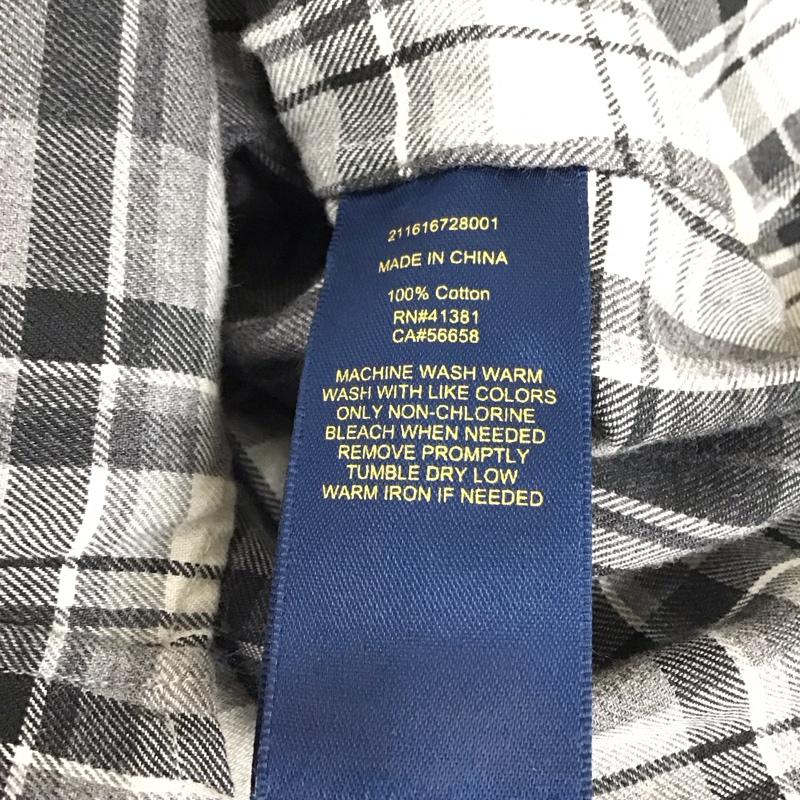 211616728001
MADE IN CHINA
100% Cotton
RN#41381
CA#56658
MACHINE WASH WARM
WASH WITH LIKE COLORS
ONLY NON-CHLORINE
BLEACH WHEN NEEDED
REMOVE PROMPTLY
TUMBLE DRY LOW
WARM IRON IF NEEDED